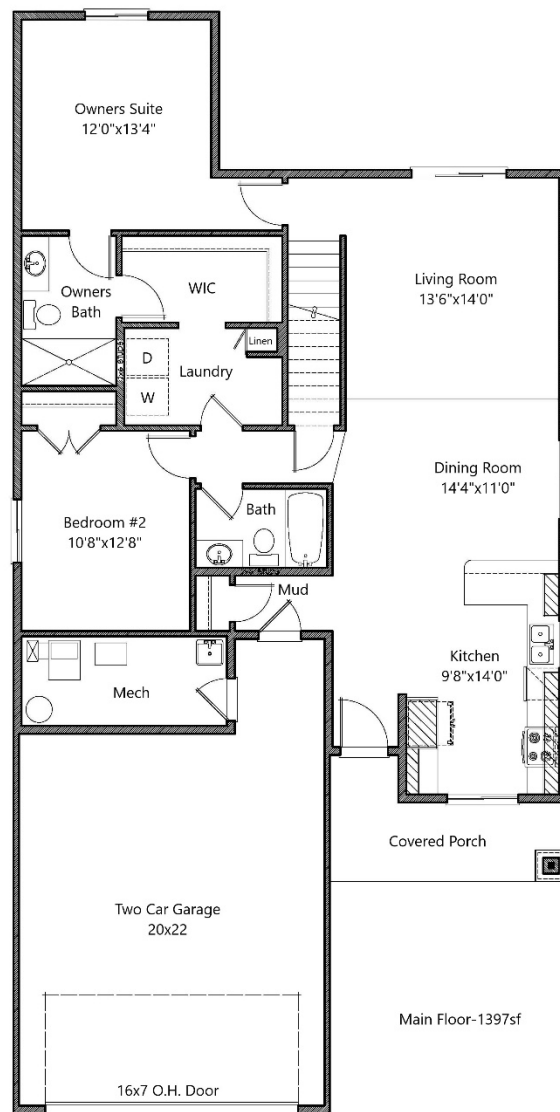 Owners Suite
12'0"x13'4"
Living Room
13'6"x14'0"
Owners
Bath
WIC
Linen
D
Laundry
W
Dining Room
14'4"x11'0"
Bedroom #2
10'8"x12'8"
Bath
Mud
Kitchen
9'8"x14'0"
Mech
Covered Porch
Two Car Garage
20x22
Main Floor-1397sf
16x7 O.H. Door